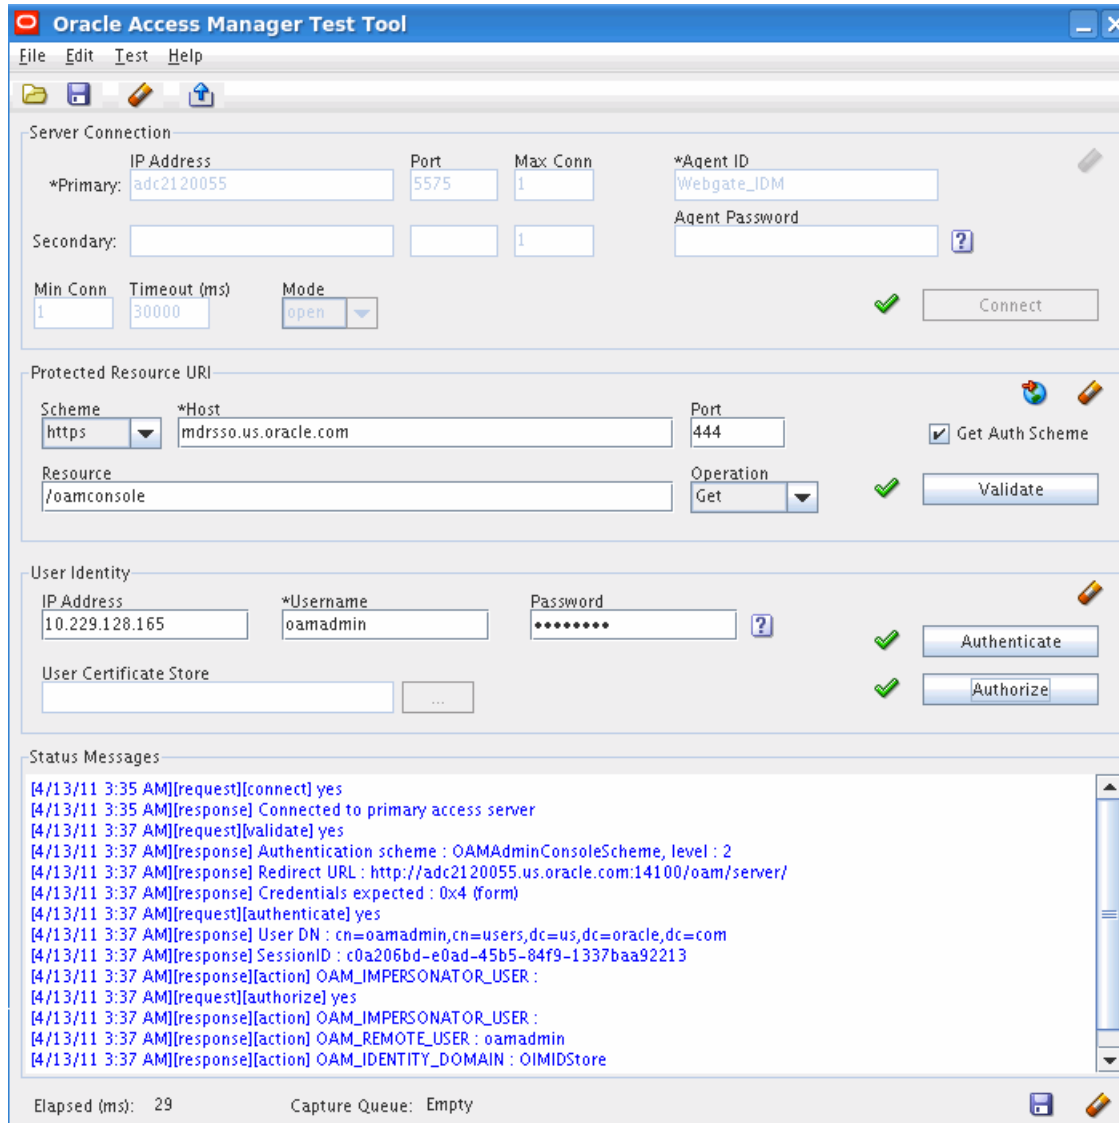 Oracle Access Manager Test Tool
File Edit Test Help
Server Connection
IP Address Port Max Conn *Agent ID
*Primary: adc2120055 5575 1 Webgate_IDM
Agent Password
Secondary: 1
Min Conn Timeout (ms) Mode
1 30000 open Connect
Protected Resource URI
Scheme *Host Port
https mdrsso.us.oracle.com 444 Get Auth Scheme
Resource Operation
/oamconsole Get Validate
User Identity
IP Address *Username Password
10.229.128.165 oamadmin ••••••••
Authenticate
User Certificate Store
... Authorize
Status Messages
[4/13/11 3:35 AM][request][connect] yes
[4/13/11 3:35 AM][response] Connected to primary access server
[4/13/11 3:37 AM][request][validate] yes
[4/13/11 3:37 AM][response] Authentication scheme : OAMAdminConsoleScheme, level : 2
[4/13/11 3:37 AM][response] Redirect URL : http://adc2120055.us.oracle.com:14100/oam/server/
[4/13/11 3:37 AM][response] Credentials expected : 0x4 (form)
[4/13/11 3:37 AM][request][authenticate] yes
[4/13/11 3:37 AM][response] User DN : cn=oamadmin,cn=users,dc=us,dc=oracle,dc=com
[4/13/11 3:37 AM][response] SessionID : c0a206bd-e0ad-45b5-84f9-1337baa92213
[4/13/11 3:37 AM][response][action] OAM_IMPERSONATOR_USER :
[4/13/11 3:37 AM][request][authorize] yes
[4/13/11 3:37 AM][response][action] OAM_IMPERSONATOR_USER :
[4/13/11 3:37 AM][response][action] OAM_REMOTE_USER : oamadmin
[4/13/11 3:37 AM][response][action] OAM_IDENTITY_DOMAIN : OIMIDStore
Elapsed (ms): 29 Capture Queue: Empty